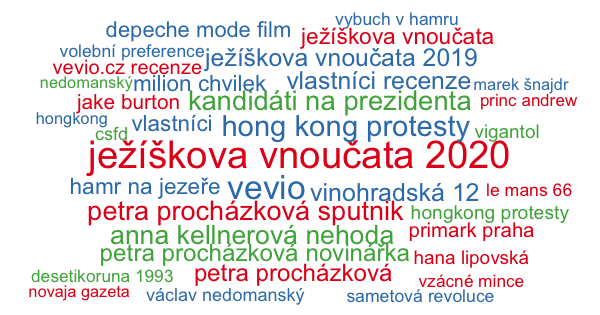 vybuch v hamru
depeche mode film
ježíškova vnoučata
volební preference
ježíškova vnoučata 2019
vevio.cz recenze
nedomanský
milion chvilek
vlastníci recenze
marek šnajdr
jake burton
kandidáti na prezidenta
princ andrew
hongkong
csfd
vlastníci
hong kong protesty
vigantol
ježíškova vnoučata 2020
hamr na jezeře
vevio
vinohradská 12
le mans 66
petra procházková sputnik
hongkong protesty
anna kellnerová nehoda
primark praha
petra procházková novinářka
hana lipovská
desetikoruna 1993
petra procházková
vzácné mince
novaja gazeta
václav nedomanský
sametová revoluce